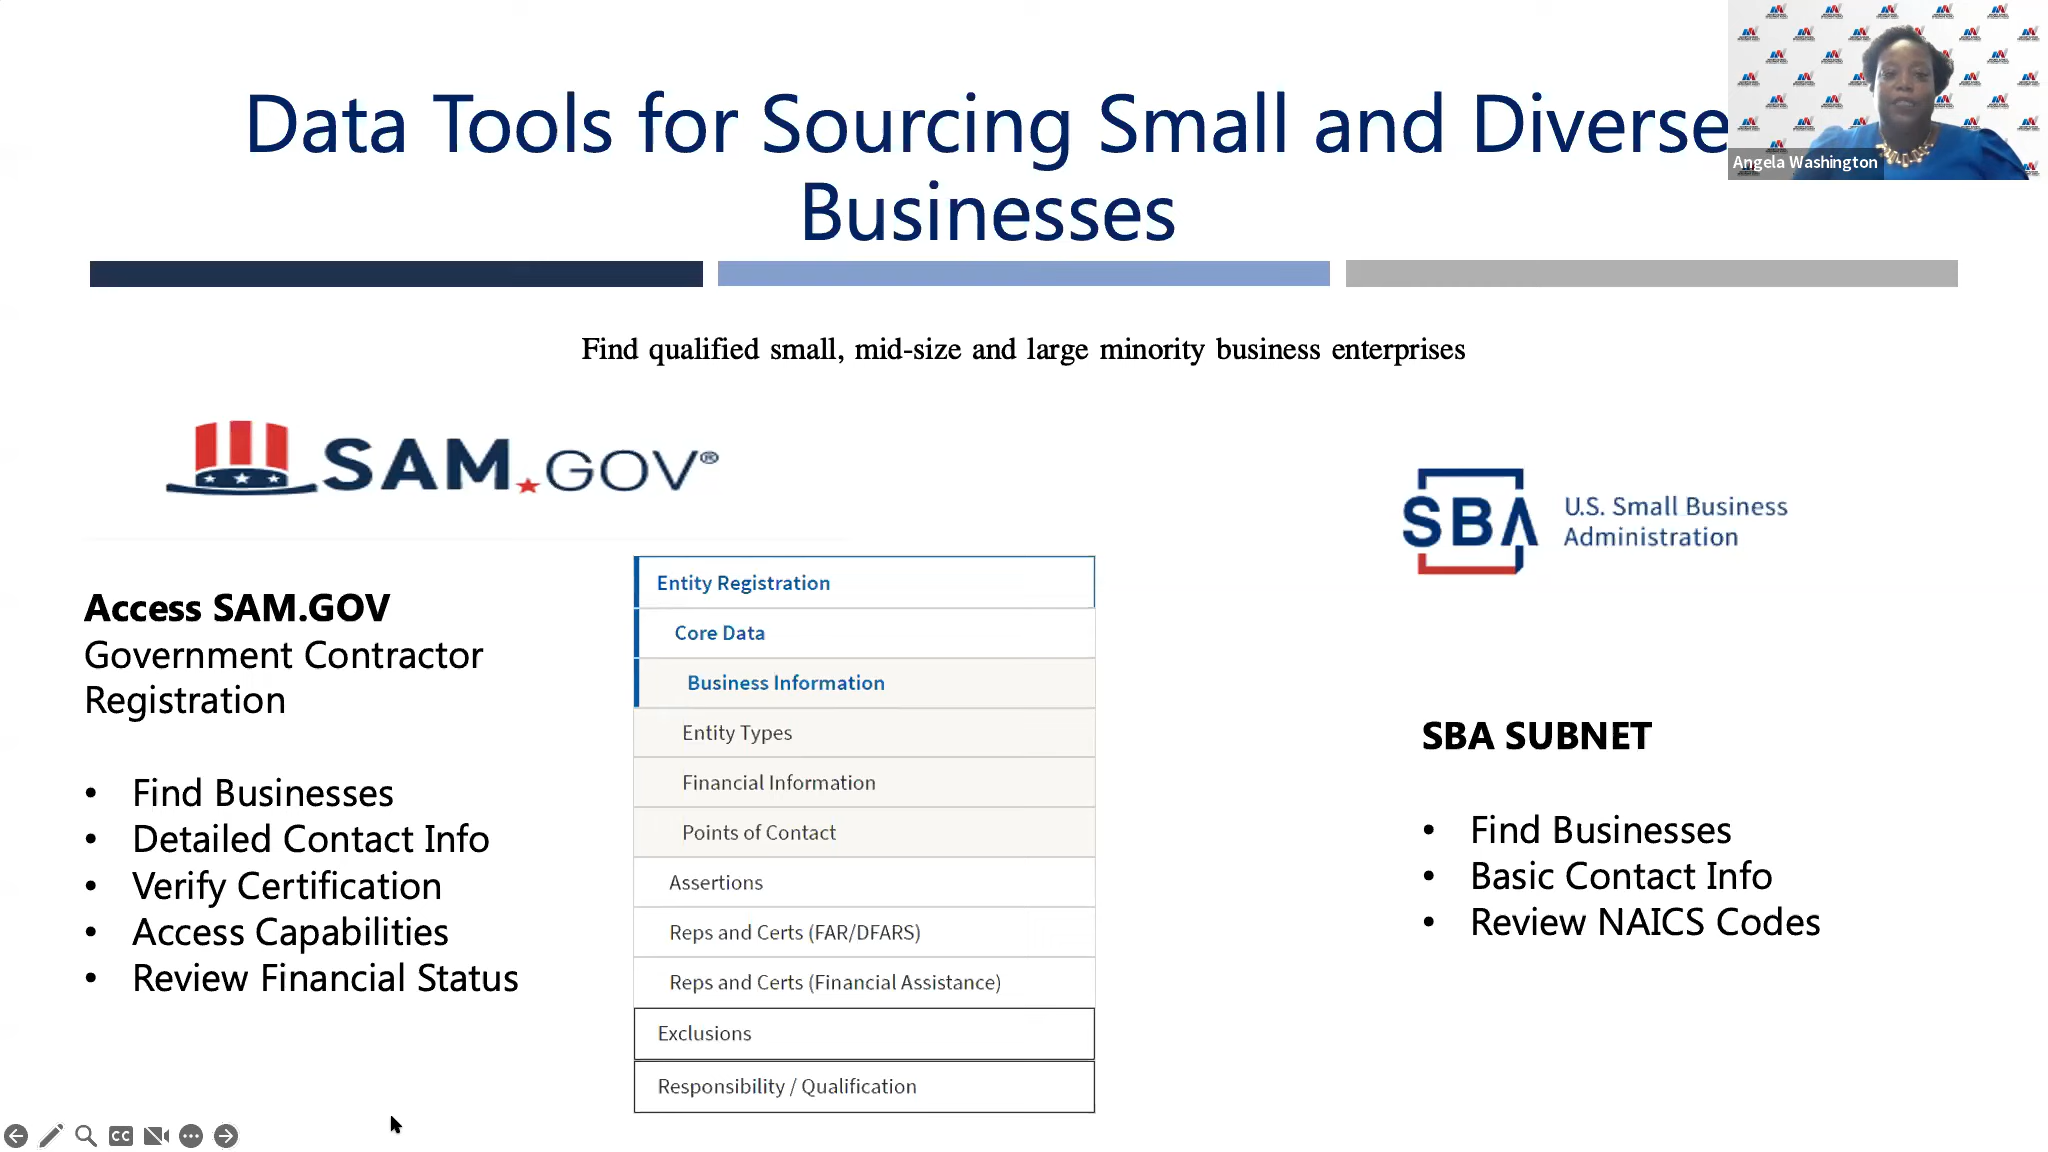 Data Tools for Sourcing Small and Diverse
Businesses
Angela Washington
Find qualified small, mid-size and large minority business enterprises
SAM.GOV®
Access SAM.GOV
Government Contractor
Registration
• Find Businesses
• Detailed Contact Info
• Verify Certification
• Access Capabilities
• Review Financial Status
Entity Registration
Core Data
Business Information
Entity Types
Financial Information
Points of Contact
Assertions
Reps and Certs (FAR/DFARS)
Reps and Certs (Financial Assistance)
Exclusions
Responsibility / Qualification
SBA
U.S. Small Business
Administration
SBA SUBNET
• Find Businesses
• Basic Contact Info
• Review NAICS Codes
CC